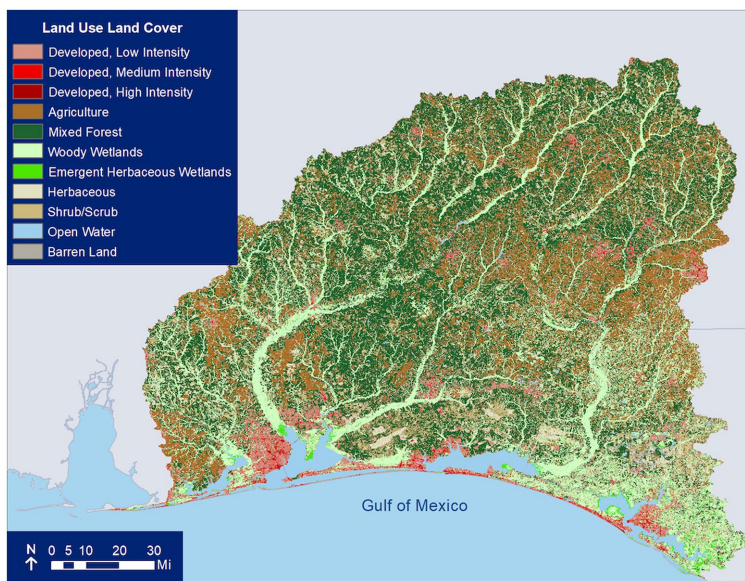 Land Use Land Cover
Developed, Low Intensity
Developed, Medium Intensity
Developed, High Intensity
Agriculture
Mixed Forest
Woody Wetlands
Emergent Herbaceous Wetlands
Herbaceous
Shrub/Scrub
Open Water
Barren Land
Gulf of Mexico
N
0 5 10 20 30
Mi